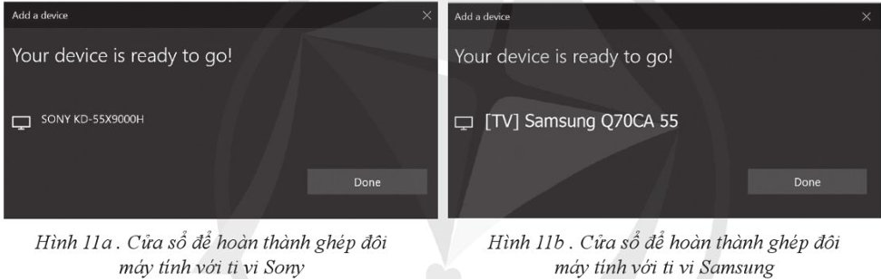 Add a device
Your device is ready to go!
SONY KD-55X9000H
Done
Hình 11a . Cửa sổ để hoàn thành ghép đôi
máy tính với ti vi Sony
Add a device
Your device is ready to go!
[TV] Samsung Q70CA 55
Done
Hình 11b . Cửa sổ để hoàn thành ghép đôi
máy tính với ti vi Samsung